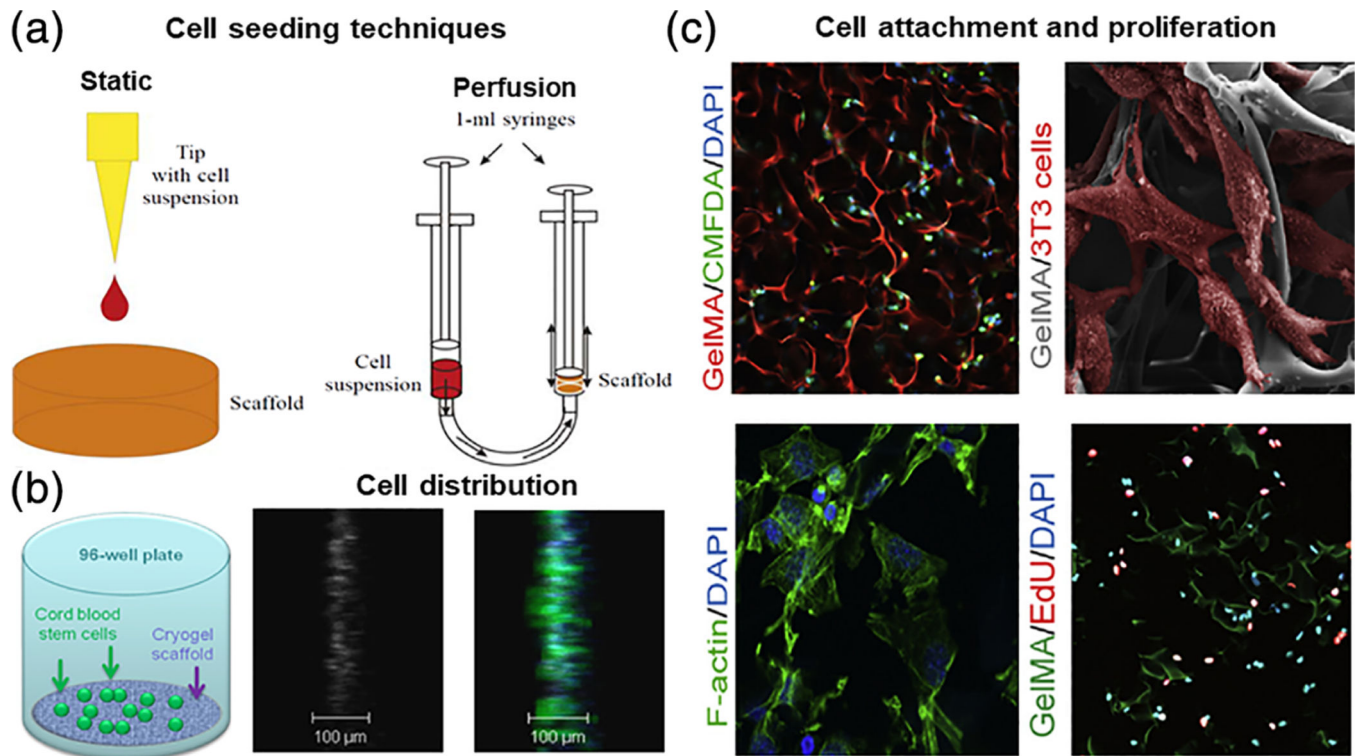 (a)
Cell seeding techniques
Static
Tip
with cell
suspension
Scaffold
Perfusion
1-ml syringes
Cell
suspension
Scaffold
(b)
Cell distribution
96-well plate
Cord blood
stem cells
Cryogel
scaffold
100 µm
100 µm
(c)
Cell attachment and proliferation
GelMA/CMFDA/DAPI
GelMA/3T3 cells
F-actin/DAPI
GelMA/EdU/DAPI